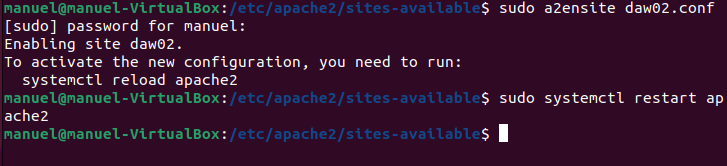 manuel@manuel-VirtualBox:/etc/apache2/sites-available$ sudo a2ensite daw02.conf
[sudo] password for manuel:
Enabling site daw02.
To activate the new configuration, you need to run:
  systemctl reload apache2
manuel@manuel-VirtualBox:/etc/apache2/sites-available$ sudo systemctl restart ap
ache2
manuel@manuel-VirtualBox:/etc/apache2/sites-available$